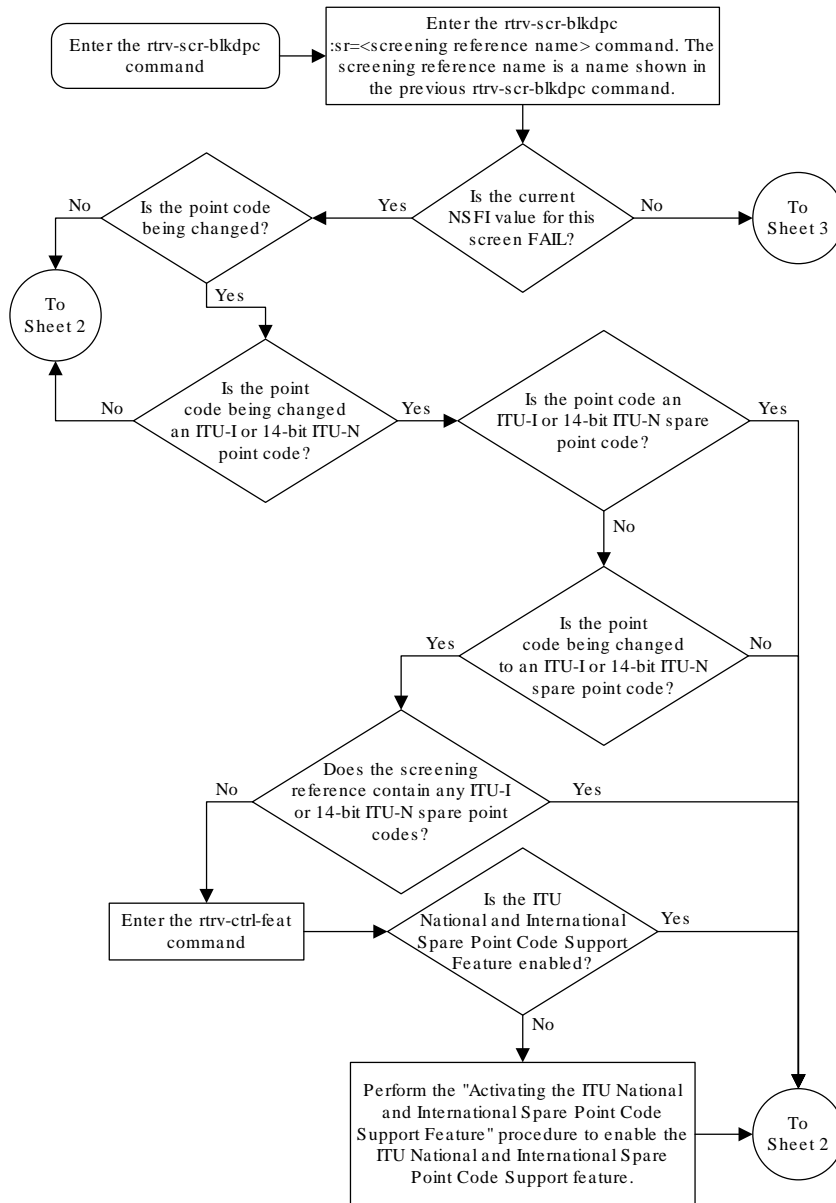 Enter the rtrv-scr-blkdpc
command
Enter the rtrv-scr-blkdpc
:sr=<screening reference name> command. The
screening reference name is a name shown in
the previous rtrv-scr-blkdpc command.
Is the current
NSFI value for this
screen FAIL?
Yes
No
To
Sheet 3
Is the point code
being changed?
No
Yes
To
Sheet 2
Is the point
code being changed
an ITU-I or 14-bit ITU-N
point code?
No
Yes
Is the point code an
ITU-I or 14-bit ITU-N spare
point code?
Yes
No
Is the point
code being changed
to an ITU-I or 14-bit ITU-N
spare point code?
Yes
No
Does the screening
reference contain any ITU-I
or 14-bit ITU-N spare point
codes?
No
Yes
Enter the rtrv-ctrl-feat
command
Is the ITU
National and International
Spare Point Code Support
Feature enabled?
Yes
No
Perform the "Activating the ITU National
and International Spare Point Code
Support Feature" procedure to enable the
ITU National and International Spare
Point Code Support feature.
To
Sheet 2